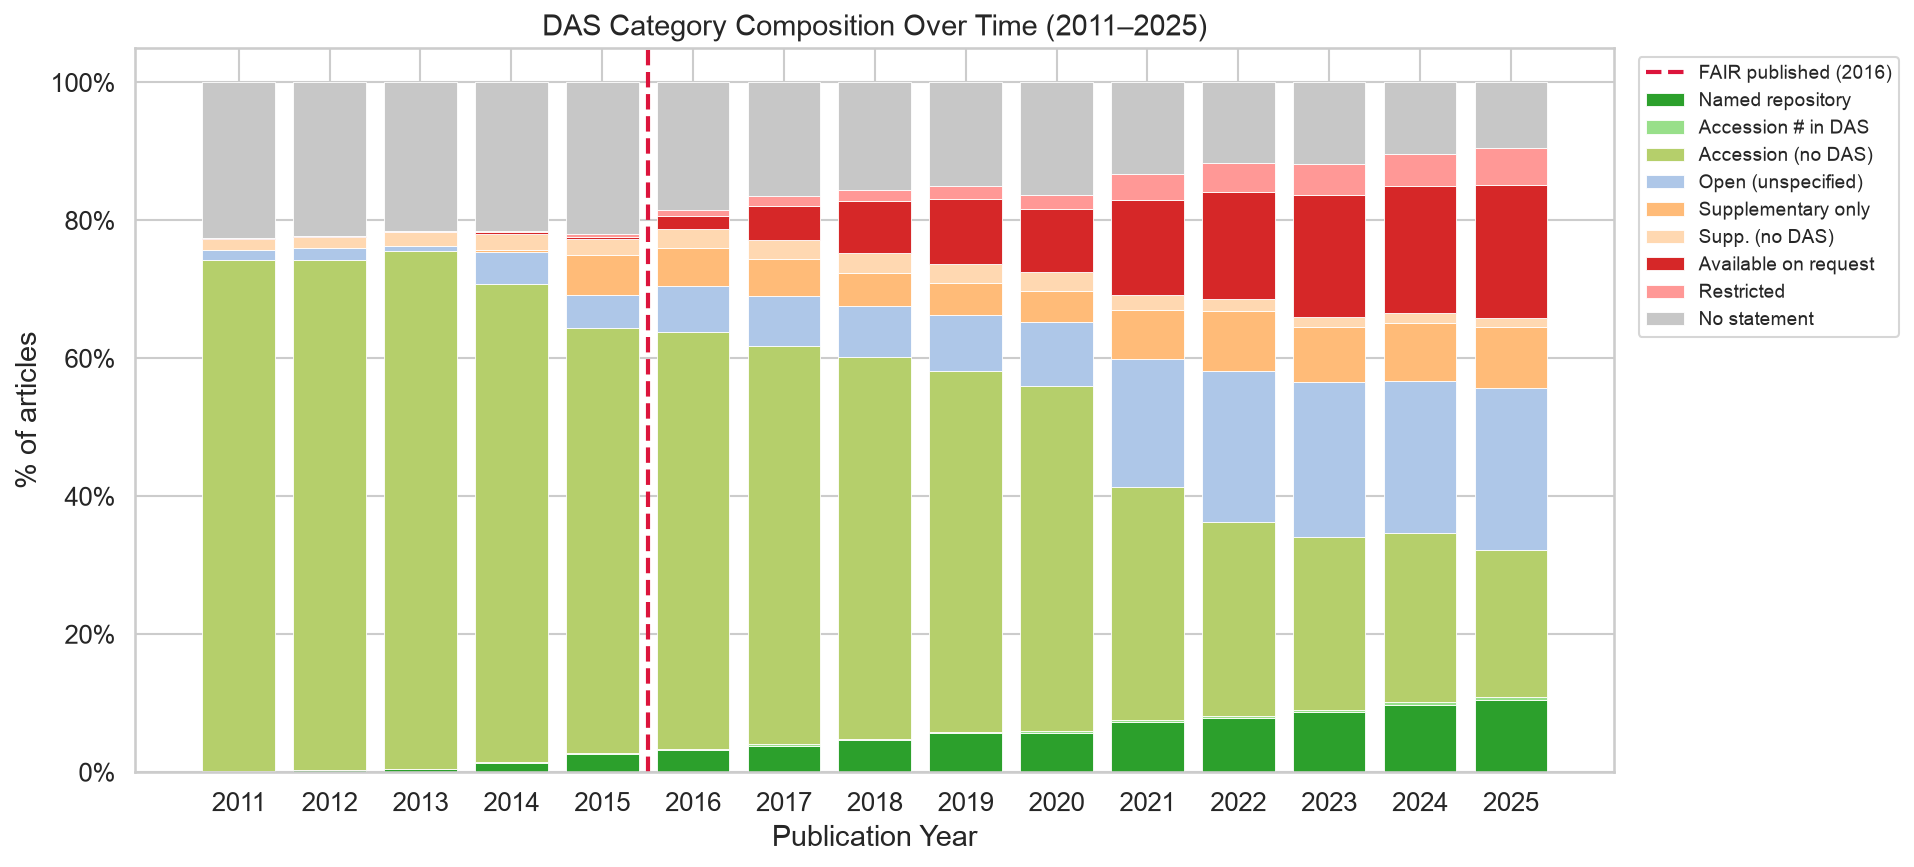 DAS Category Composition Over Time (2011–2025)
% of articles
100%
80%
60%
40%
20%
0%
2011 2012 2013 2014 2015 2016 2017 2018 2019 2020 2021 2022 2023 2024 2025
Publication Year
FAIR published (2016)
Named repository
Accession # in DAS
Accession (no DAS)
Open (unspecified)
Supplementary only
Supp. (no DAS)
Available on request
Restricted
No statement